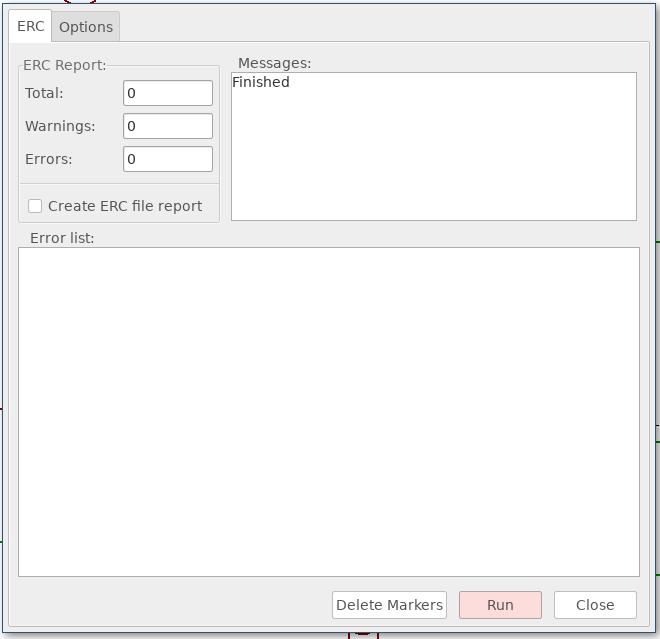 ERC Options
ERC Report:
Total: 0
Warnings: 0
Errors: 0
Create ERC file report
Messages:
Finished
Error list:
Delete Markers Run Close